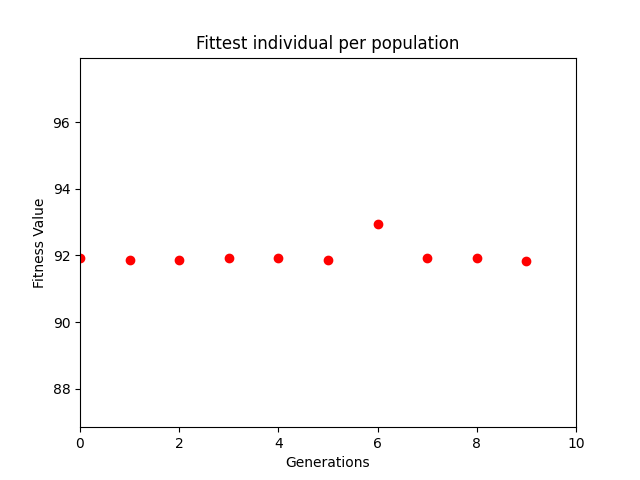 Fittest individual per population
96
94
92
90
88
Fitness Value
0 2 4 6 8 10
Generations